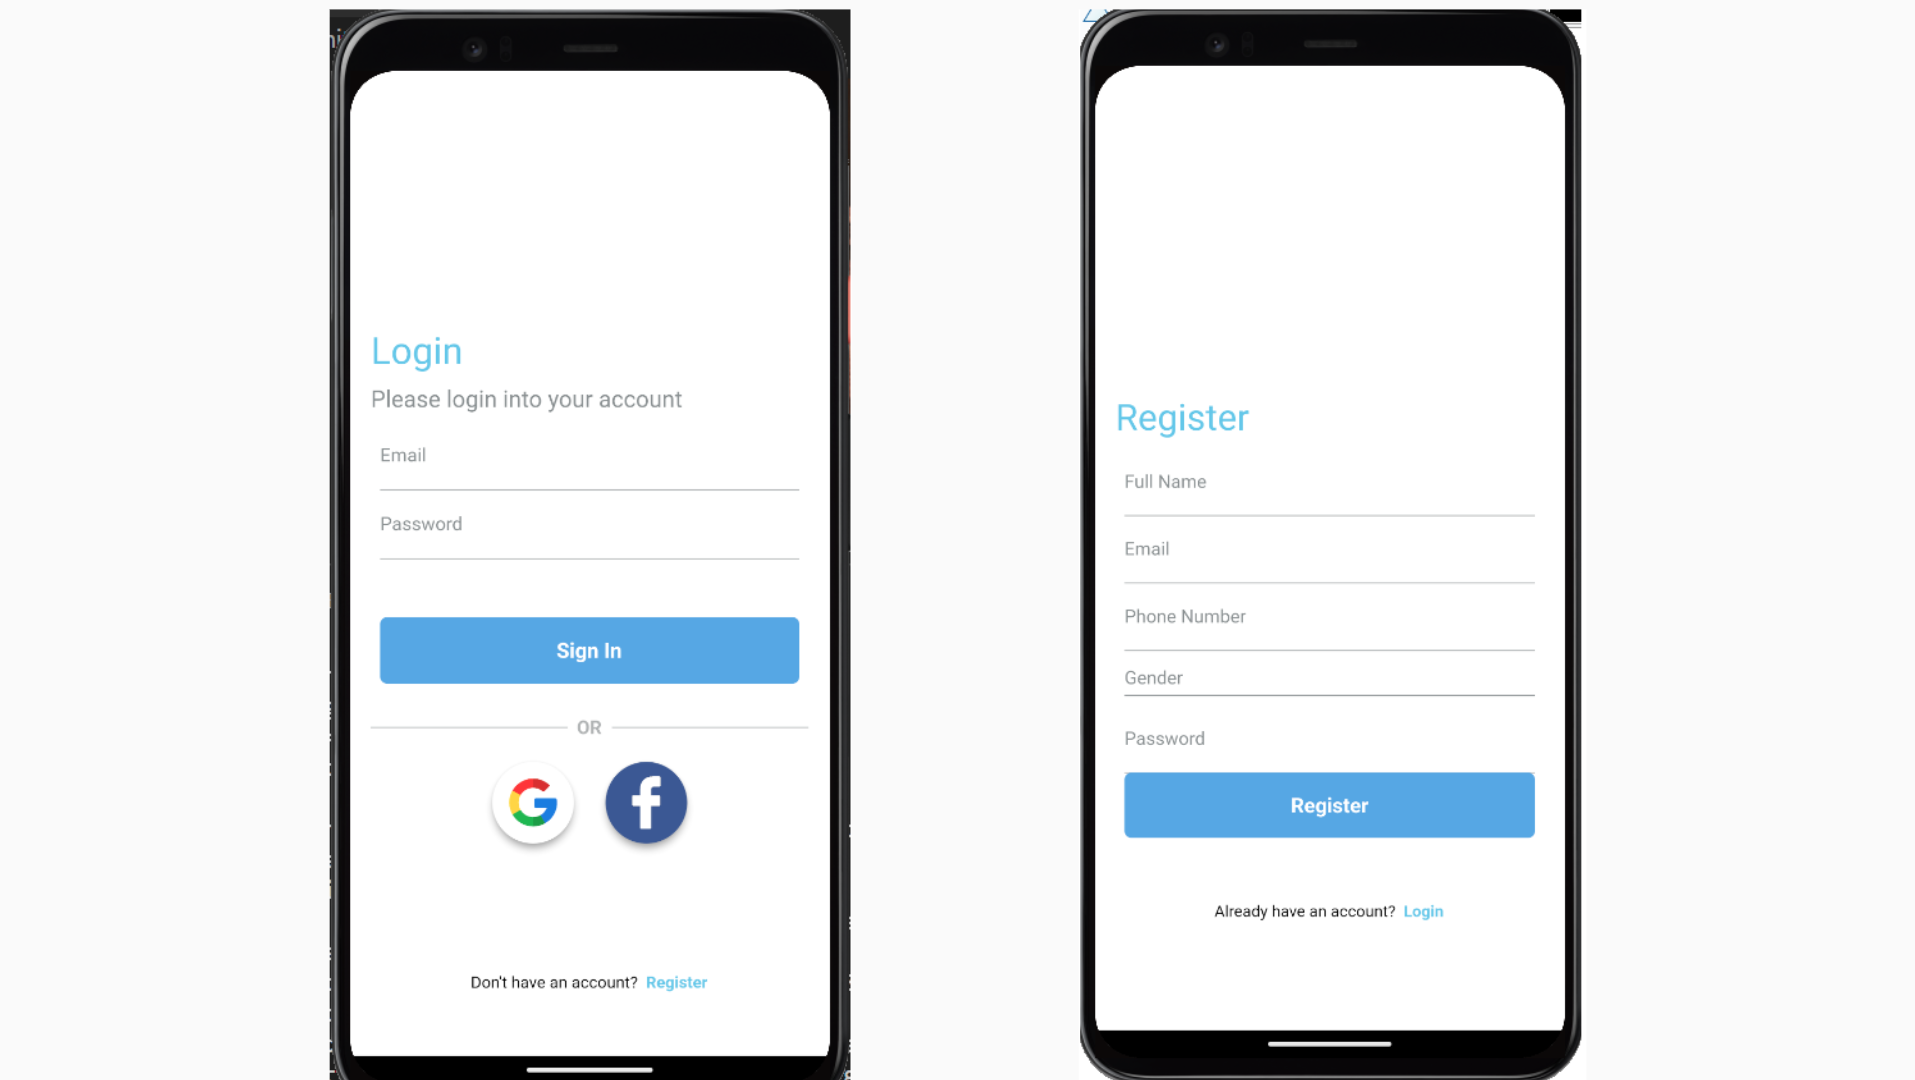 Login
Please login into your account
Email
Password
Sign In
OR
Don't have an account? Register
Register
Full Name
Email
Phone Number
Gender
Password
Register
Already have an account? Login